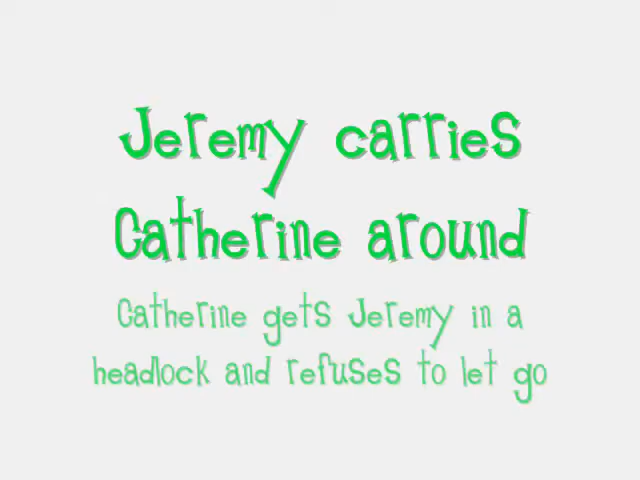 Jeremy carries
Catherine around
Catherine gets Jeremy in a
headlock and refuses to let go